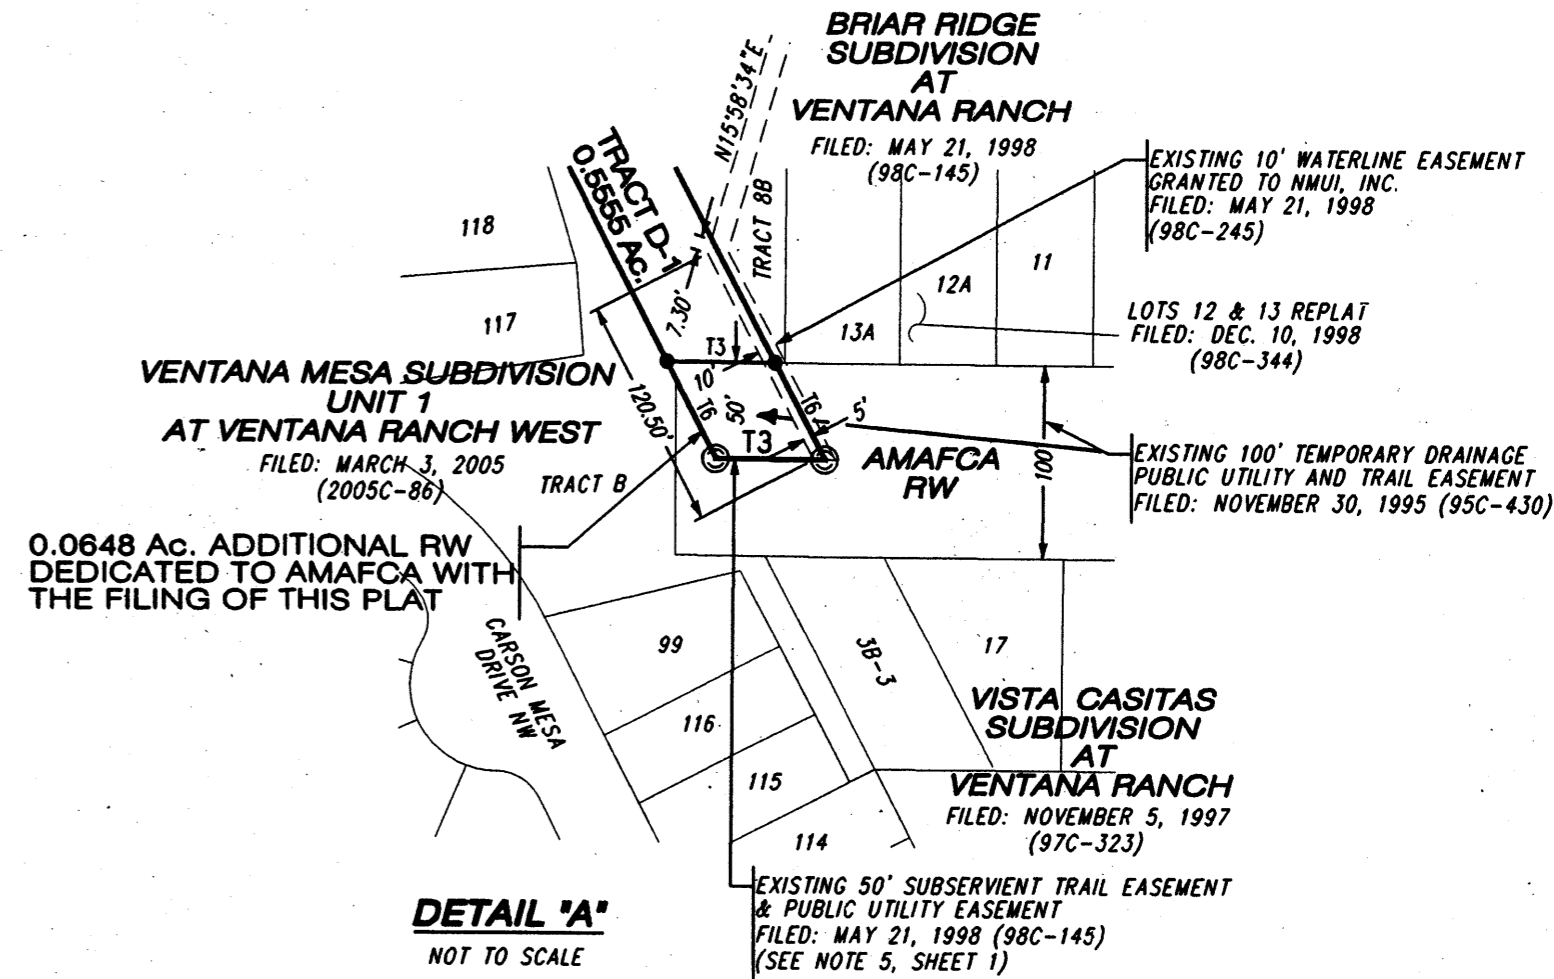 BRIAR RIDGE
SUBDIVISION
AT
VENTANA RANCH
FILED: MAY 21, 1998
(98C-145)
N15°58'34"E
TRACT D-1
0.5555 Ac.
TRACT 8B
EXISTING 10' WATERLINE EASEMENT
GRANTED TO NMUI, INC.
FILED: MAY 21, 1998
(98C-245)
118
117
11
12A
13A
LOTS 12 & 13 REPLAT
FILED: DEC. 10, 1998
(98C-344)
7.30'
T3
10'
VENTANA MESA SUBDIVISION
UNIT 1
AT VENTANA RANCH WEST
FILED: MARCH 3, 2005
(2005C-86)
TRACT B
120.50'
T6
50'
T6
5'
T3
AMAFCA
RW
100'
EXISTING 100' TEMPORARY DRAINAGE
PUBLIC UTILITY AND TRAIL EASEMENT
FILED: NOVEMBER 30, 1995 (95C-430)
0.0648 Ac. ADDITIONAL RW
DEDICATED TO AMAFCA WITH
THE FILING OF THIS PLAT
CARSON MESA
DRIVE NW
99
116
115
114
3B-3
17
VISTA CASITAS
SUBDIVISION
AT
VENTANA RANCH
FILED: NOVEMBER 5, 1997
(97C-323)
EXISTING 50' SUBSERVIENT TRAIL EASEMENT
& PUBLIC UTILITY EASEMENT
FILED: MAY 21, 1998 (98C-145)
(SEE NOTE 5, SHEET 1)
DETAIL "A"
NOT TO SCALE